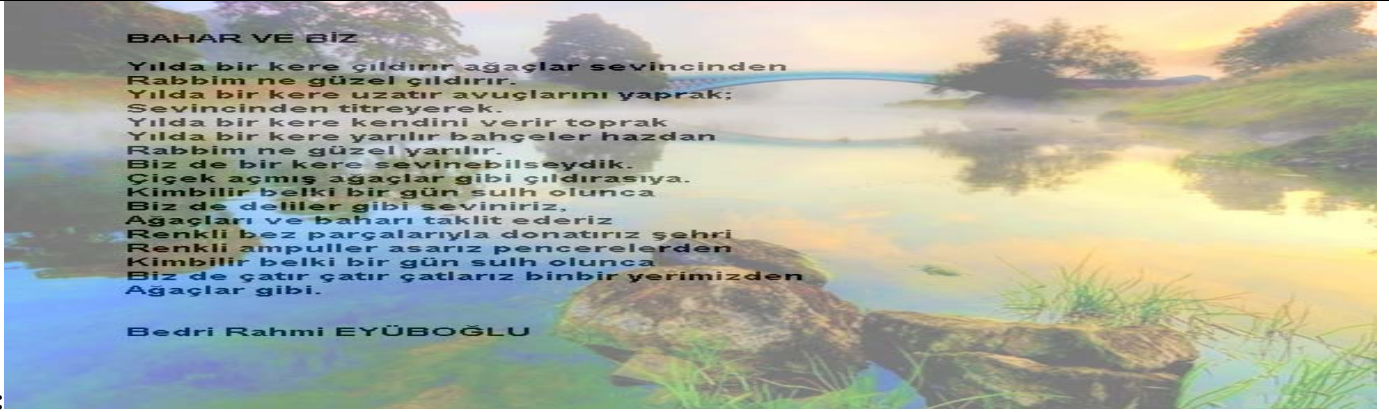 BAHAR VE BİZ
Yılda bir kere çıldırır ağaçlar sevincinden
Rabbim ne güzel çıldırır.
Yılda bir kere uzatır avuçlarını yaprak;
Sevincinden titreyerek.
Yılda bir kere kendini verir toprak
Yılda bir kere yarılır bahçeler hazdan
Rabbim ne güzel yarılır.
Biz de bir kere sevinebilseydik.
Çiçek açmış ağaçlar gibi çıldırasıya.
Kimbilir belki bir gün sulh olunca
Biz de deliler gibi seviniriz,
Ağaçları ve baharı taklit ederiz
Renkli bez parçalarıyla donatırız şehri
Renkli ampuller asarız pencerelerden
Kimbilir belki bir gün sulh olunca
Biz de çatır çatır çatlarız binbir yerimizden
Ağaçlar gibi.
Bedri Rahmi EYÜBOĞLU